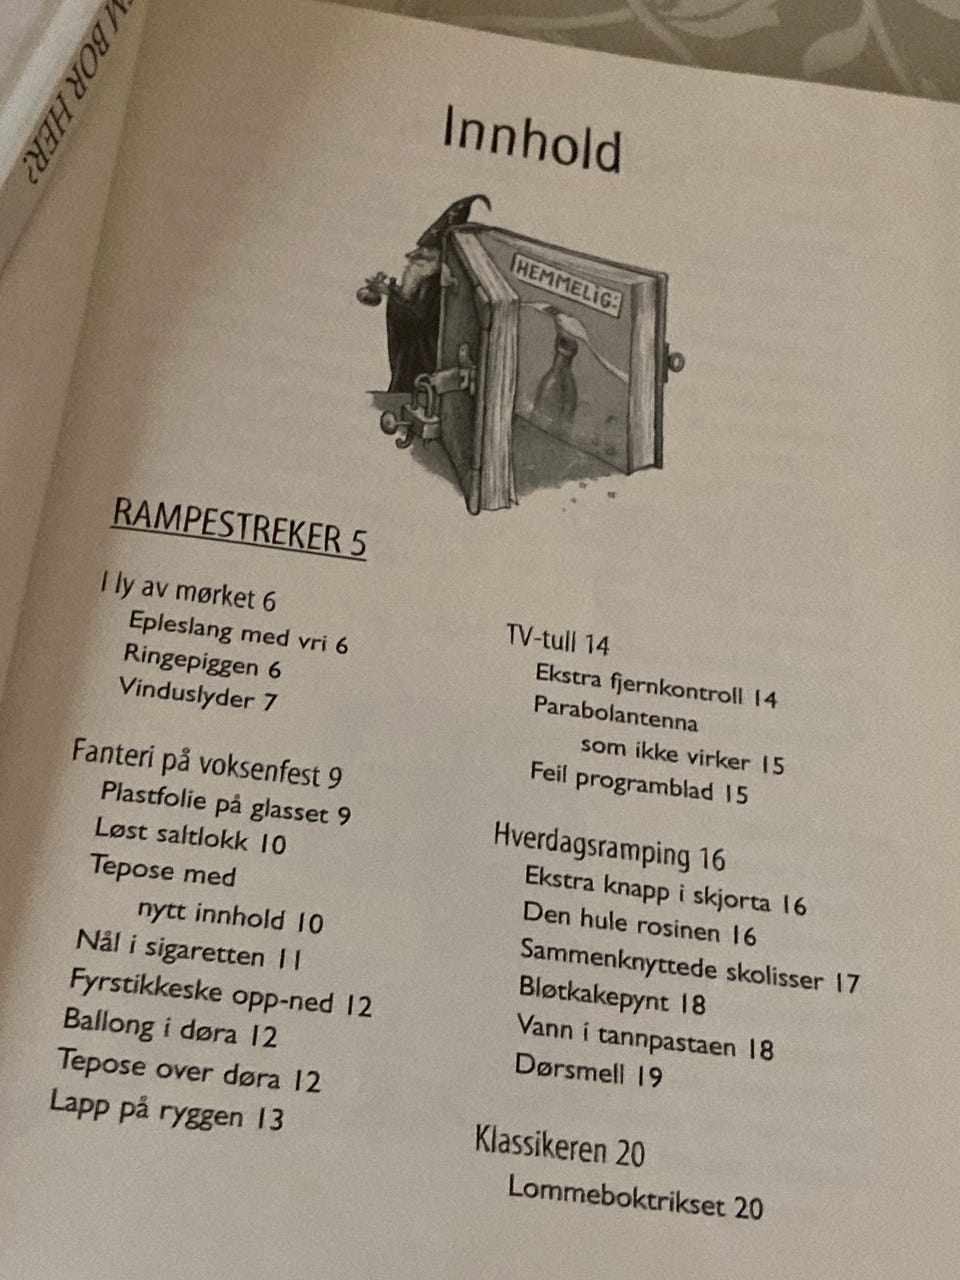 M BOR HER?
Innhold
HEMMELIG:
RAMPESTREKER 5
I ly av mørket 6
Epleslang med vri 6
Ringepiggen 6
Vinduslyder 7
Fanteri på voksenfest 9
Plastfolie på glasset 9
Løst saltlokk 10
Tepose med
nytt innhold 10
Nål i sigaretten 11
Fyrstikkeske opp-ned 12
Ballong i døra 12
Tepose over døra 12
Lapp på ryggen 13
TV-tull 14
Ekstra fjernkontroll 14
Parabolantenna
som ikke virker 15
Feil programblad 15
Hverdagsramping 16
Ekstra knapp i skjorta 16
Den hule rosinen 16
Sammenknyttede skolisser 17
Bløtkakepynt 18
Vann i tannpastaen 18
Dørsmell 19
Klassikeren 20
Lommeboktrikset 20